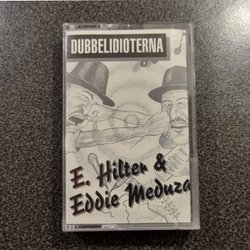 DUBBELIDIOTERNA
E. Hilter &
Eddie Meduza